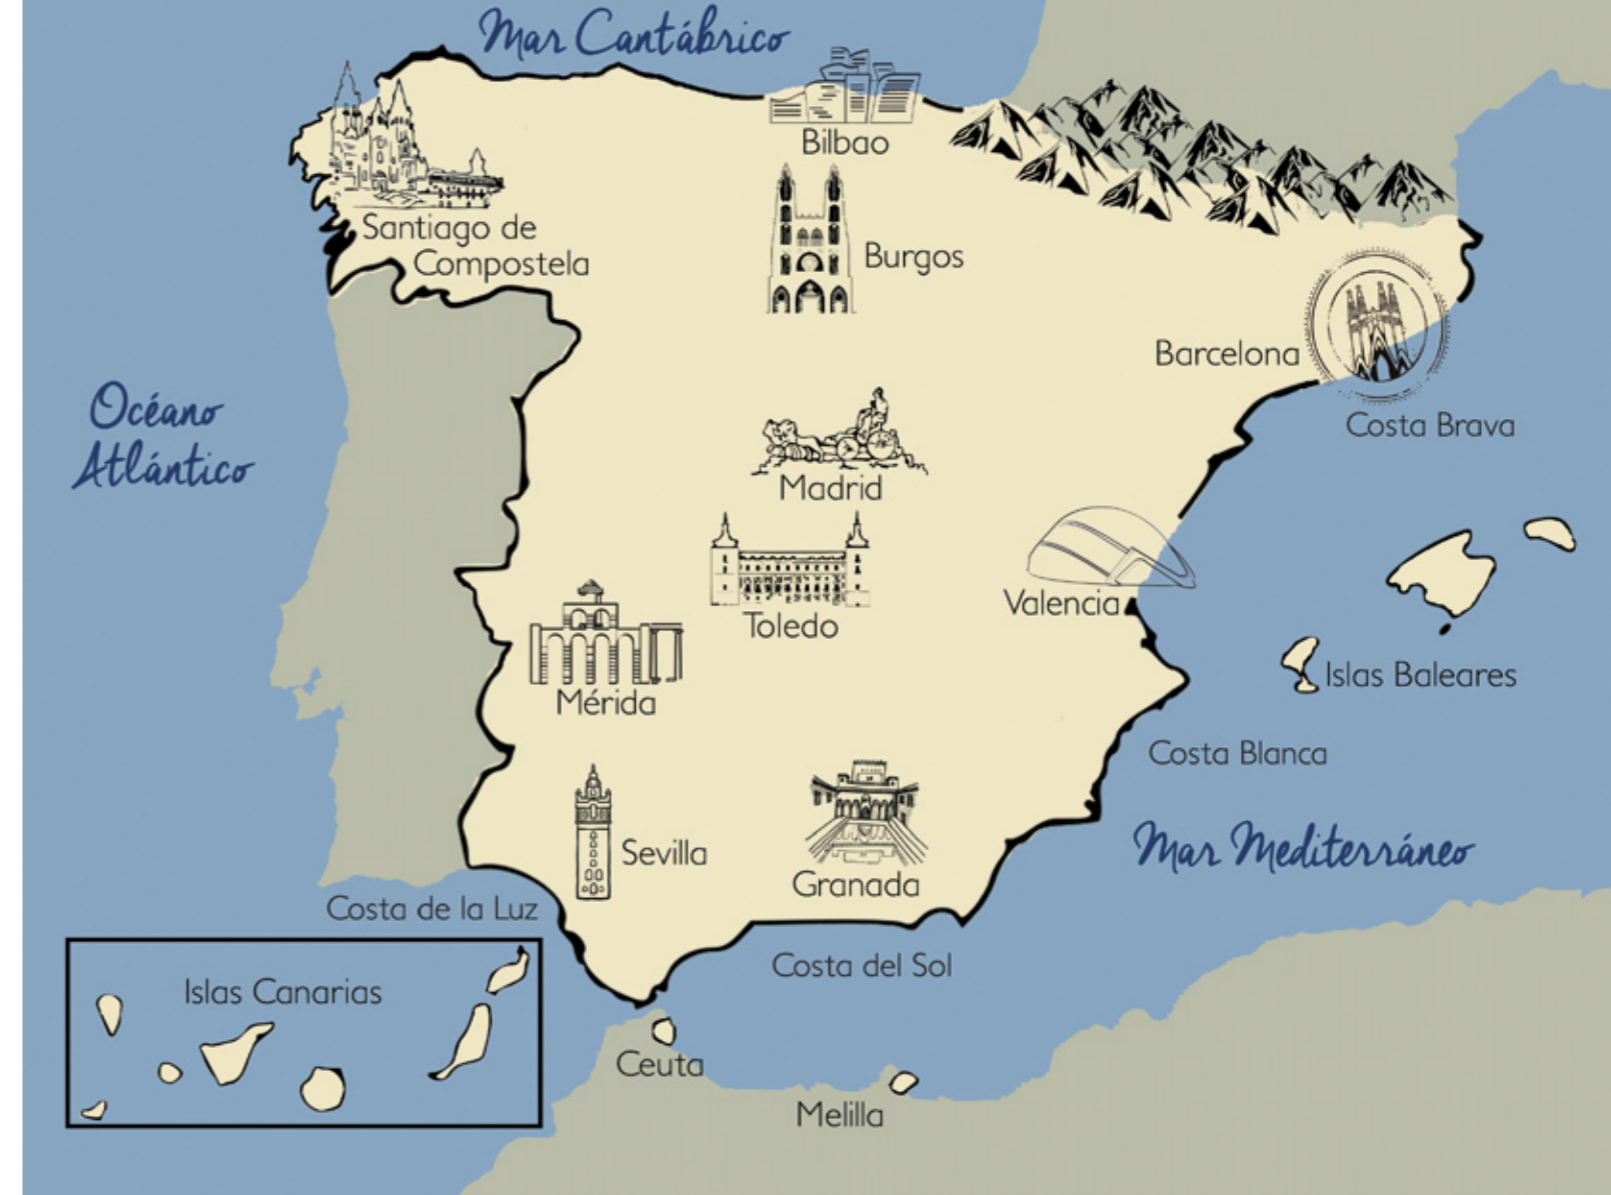 Mar Cantábrico
Bilbao
Santiago de
Compostela
Burgos
Barcelona
Océano
Atlántico
Costa Brava
Madrid
Valencia
Toledo
Islas Baleares
Mérida
Costa Blanca
Mar Mediterráneo
Sevilla
Granada
Costa de la Luz
Costa del Sol
Islas Canarias
Ceuta
Melilla